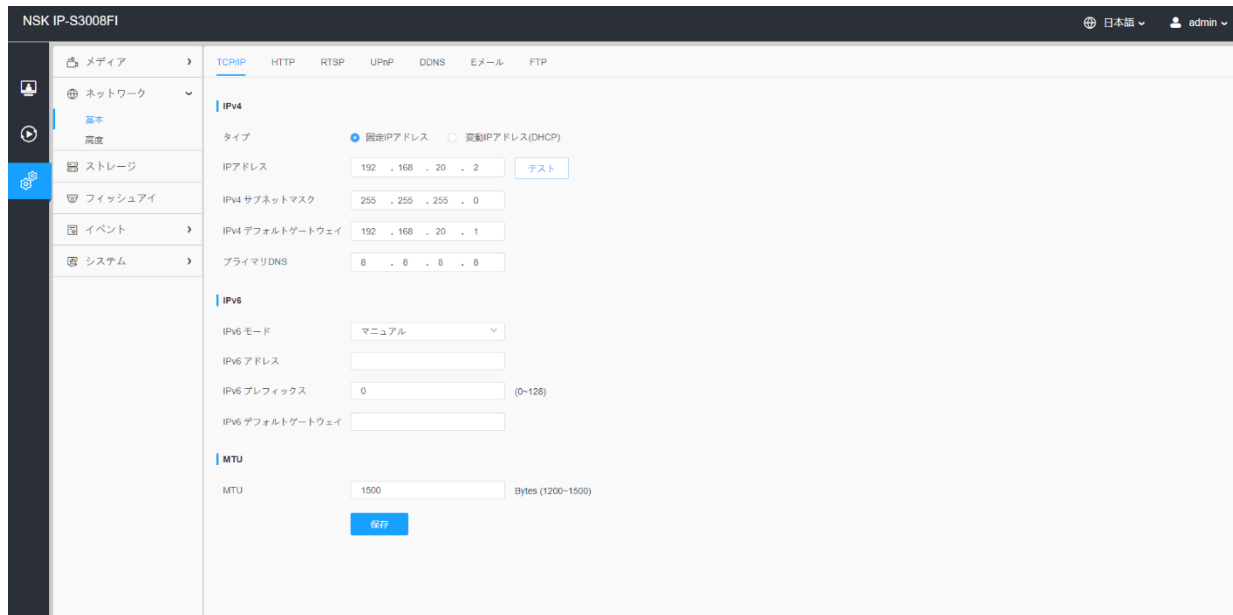 NSK IP-S3008FI
日本語
admin
メディア
ネットワーク
基本
高度
ストレージ
フィッシュアイ
イベント
システム
TCP/IP HTTP RTSP UPnP DDNS Eメール FTP
IPv4
タイプ 固定IPアドレス 変動IPアドレス(DHCP)
IPアドレス 192 . 168 . 20 . 2 テスト
IPv4 サブネットマスク 255 . 255 . 255 . 0
IPv4 デフォルトゲートウェイ 192 . 168 . 20 . 1
プライマリDNS 8 . 8 . 8 . 8
IPv6
IPv6 モード マニュアル
IPv6 アドレス
IPv6 プレフィックス 0 (0~128)
IPv6 デフォルトゲートウェイ
MTU
MTU 1500 Bytes (1200~1500)
保存